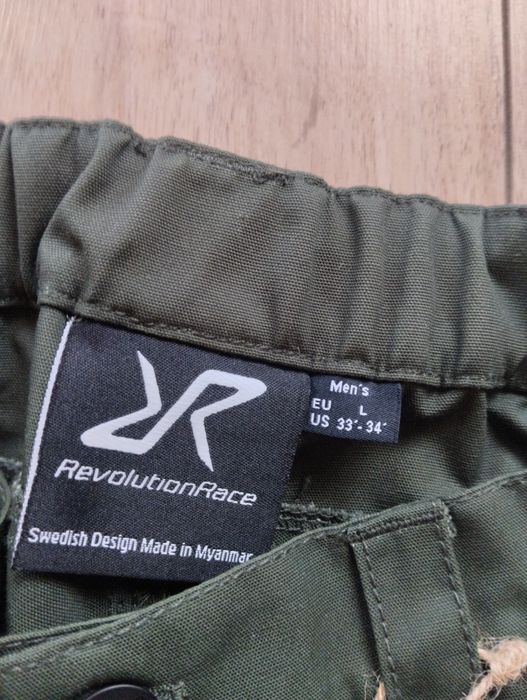 RevolutionRace
Swedish Design Made in Myanmar
Men's
EU L
US 33"-34"